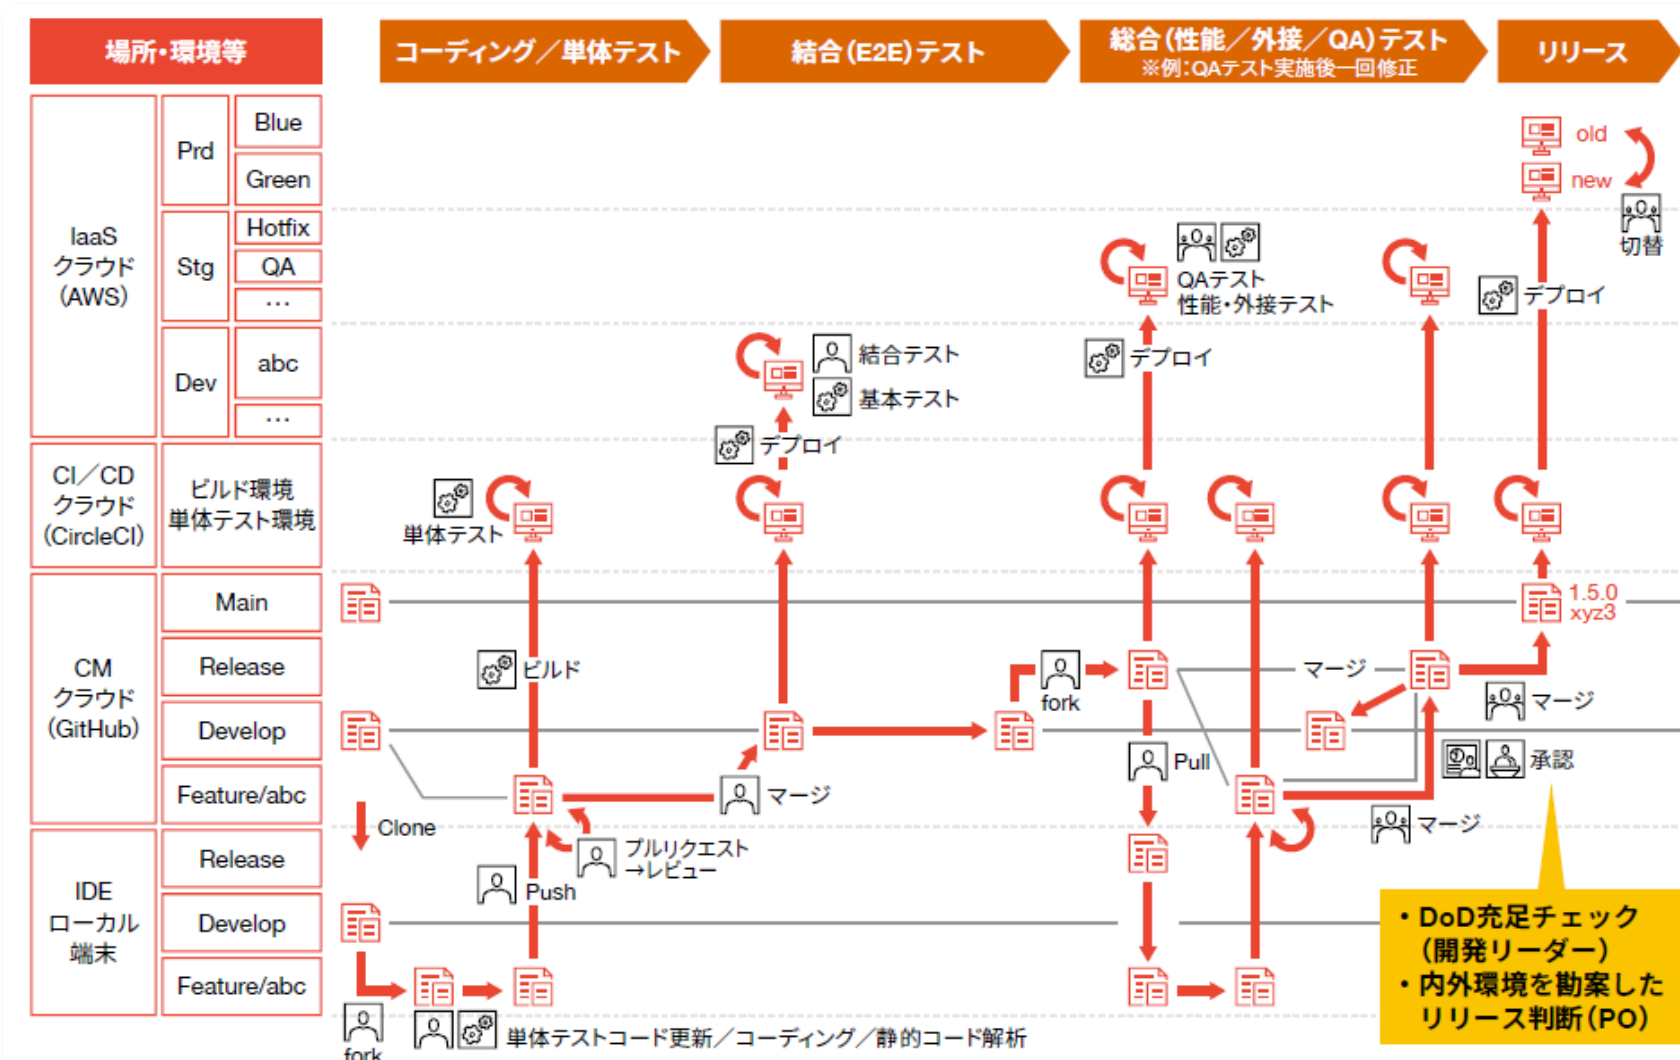 場所・環境等
コーディング／単体テスト
結合（E2E）テスト
総合（性能／外接／QA）テスト
※例：QAテスト実施後一回修正
リリース
IaaS
クラウド
（AWS）
Prd
Blue
Green
Stg
Hotfix
QA
…
Dev
abc
…
CI／CD
クラウド
（CircleCI）
ビルド環境
単体テスト環境
CM
クラウド
（GitHub）
Main
Release
Develop
Feature/abc
IDE
ローカル
端末
Release
Develop
Feature/abc
old
new
切替
QAテスト
性能・外接テスト
デプロイ
デプロイ
結合テスト
基本テスト
デプロイ
単体テスト
1.5.0
xyz3
ビルド
fork
マージ
マージ
Pull
承認
マージ
マージ
Clone
プルリクエスト
→レビュー
Push
fork
単体テストコード更新／コーディング／静的コード解析
・DoD充足チェック
（開発リーダー）
・内外環境を勘案した
リリース判断（PO）